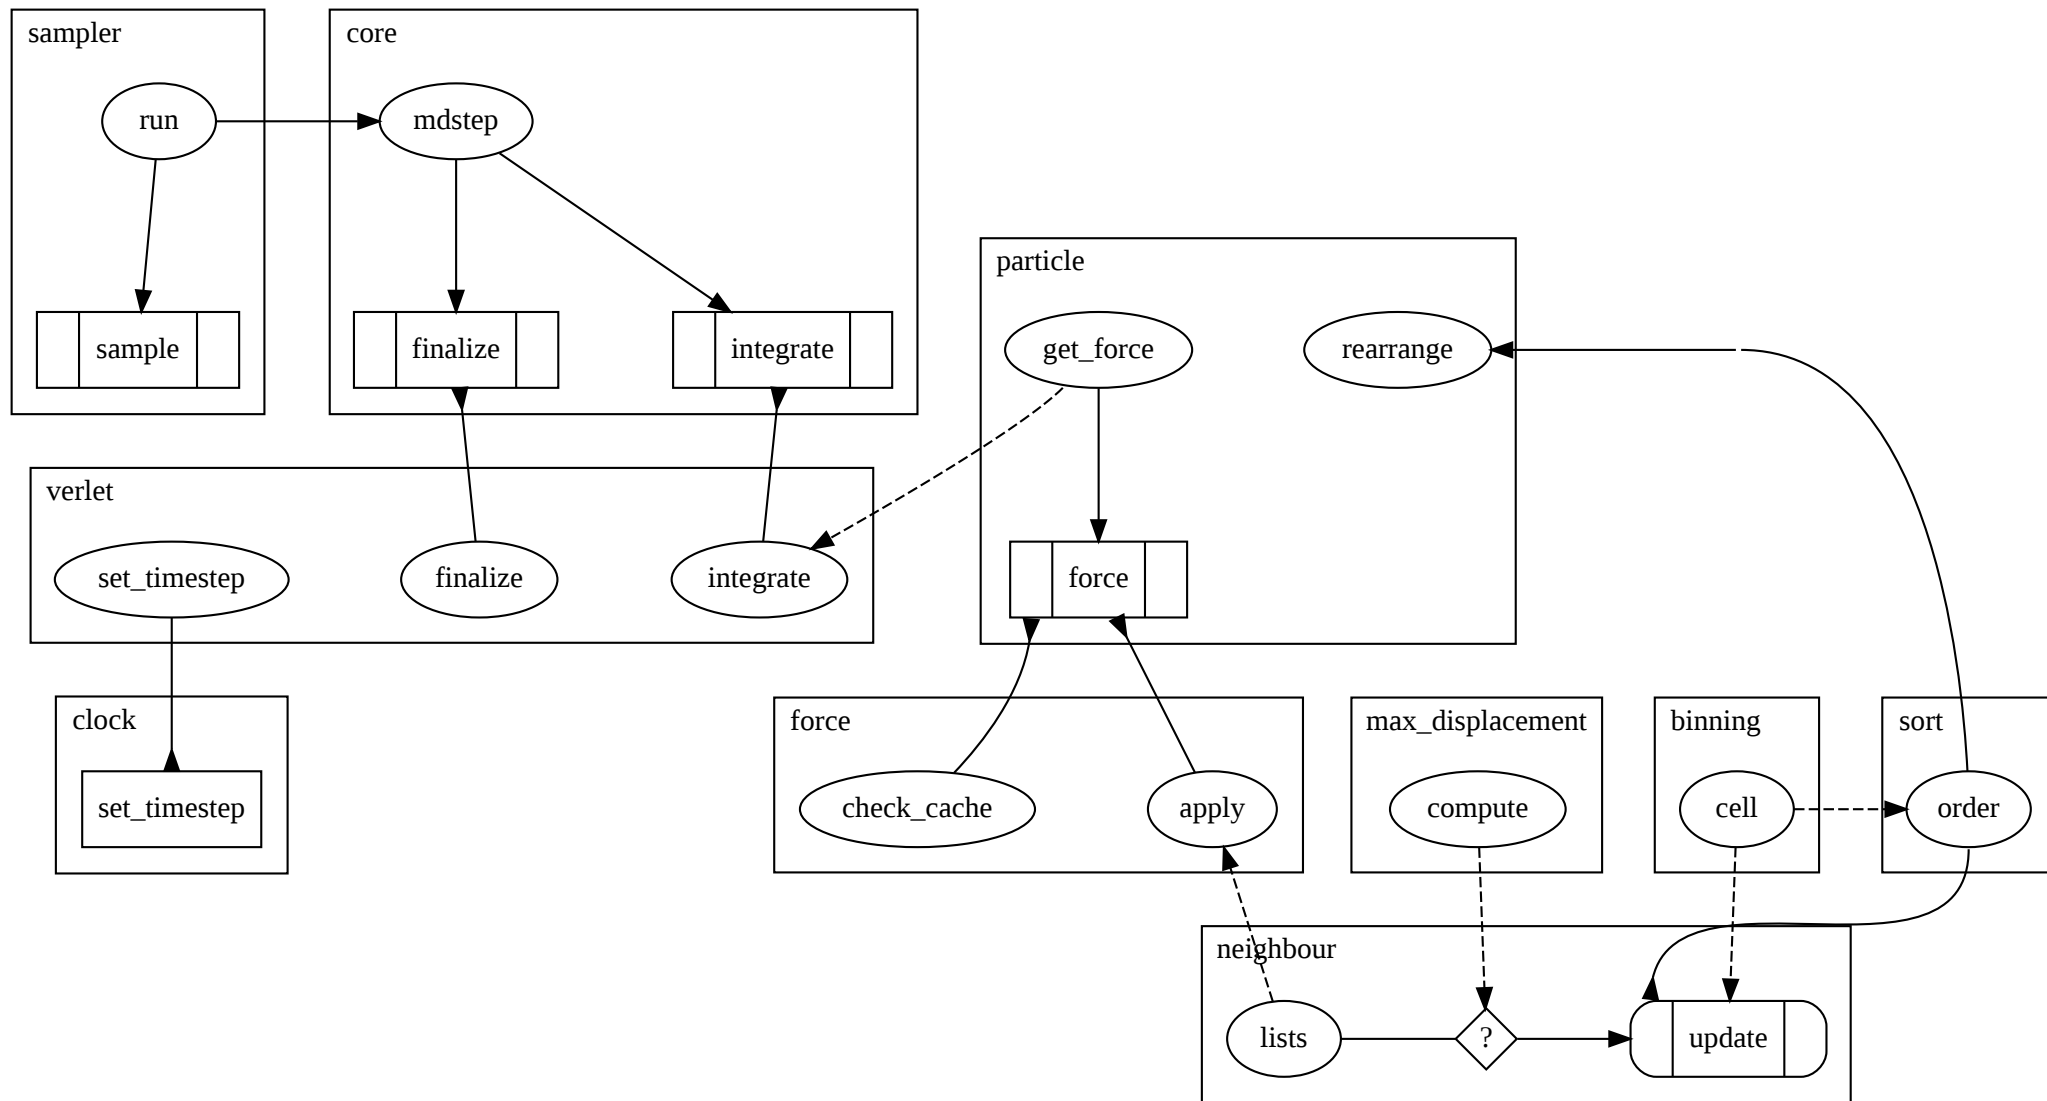 sampler
core
run
mdstep
particle
sample
finalize
integrate
get_force
rearrange
verlet
set_timestep
finalize
integrate
force
clock
force
max_displacement
binning
sort
set_timestep
check_cache
apply
compute
cell
order
neighbour
lists
?
update